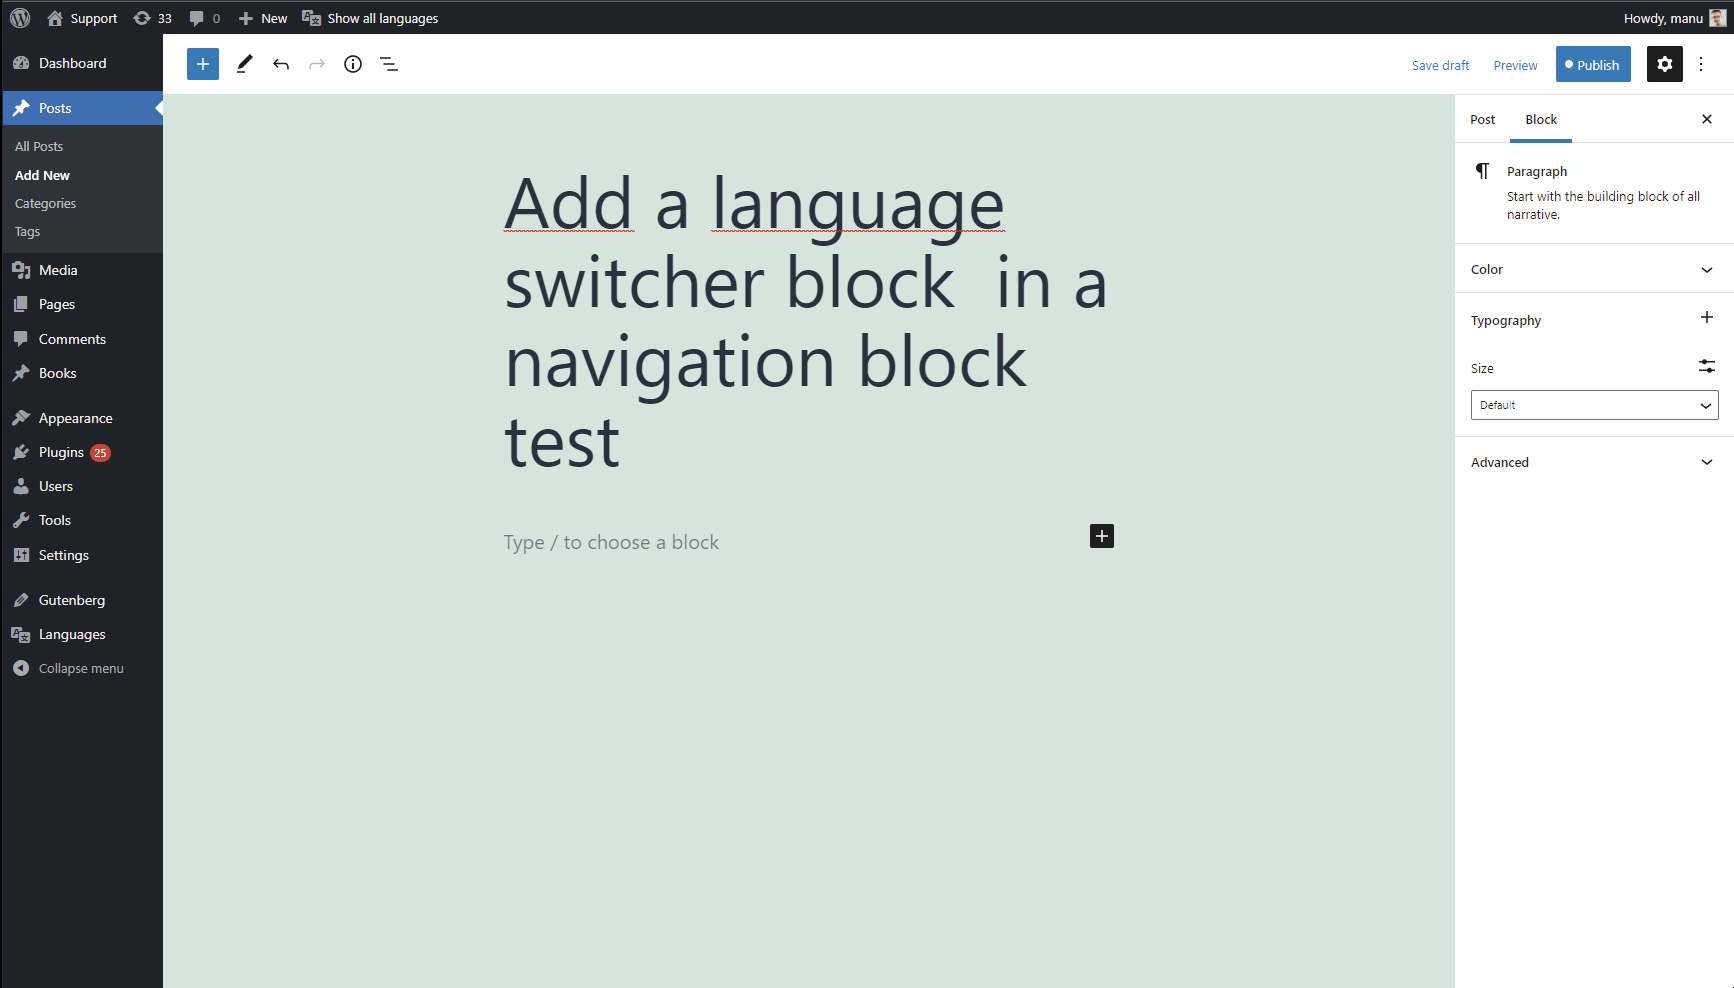 Support 33 0 New Show all languages Howdy, manu
Dashboard
Posts
All Posts
Add New
Categories
Tags
Media
Pages
Comments
Books
Appearance
Plugins 25
Users
Tools
Settings
Gutenberg
Languages
Collapse menu
Save draft Preview Publish
Add a language
switcher block  in a
navigation block
test
Type / to choose a block
Post Block
Paragraph
Start with the building block of all
narrative.
Color
Typography
Size
Default
Advanced